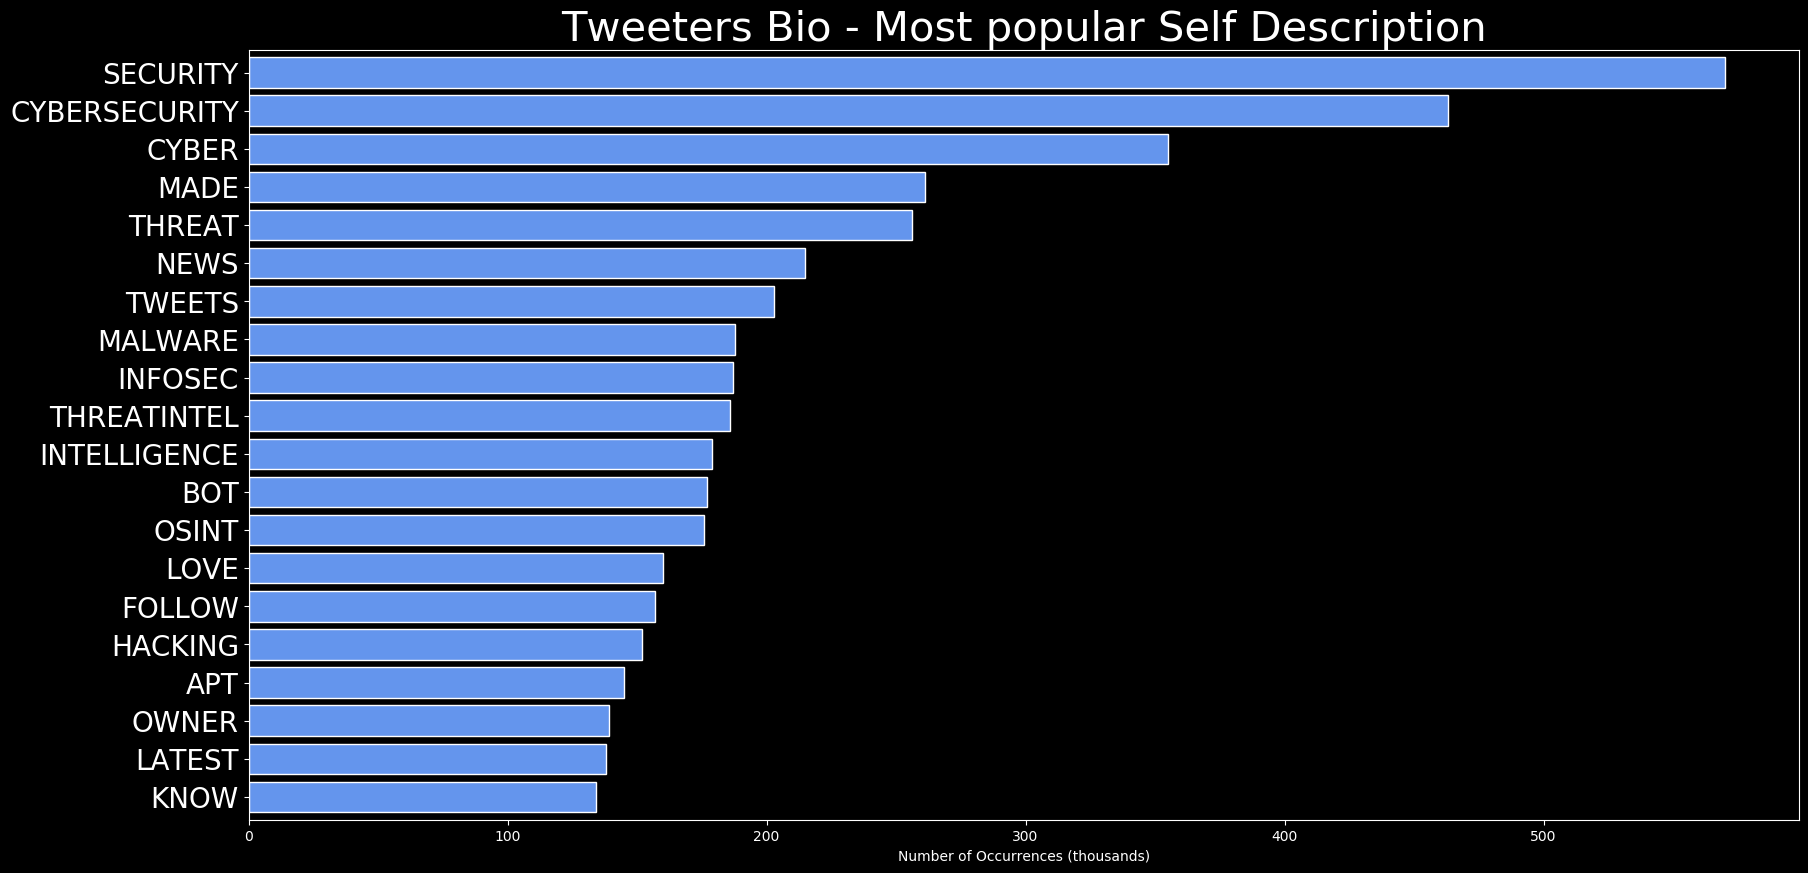 Tweeters Bio - Most popular Self Description
SECURITY
CYBERSECURITY
CYBER
MADE
THREAT
NEWS
TWEETS
MALWARE
INFOSEC
THREATINTEL
INTELLIGENCE
BOT
OSINT
LOVE
FOLLOW
HACKING
APT
OWNER
LATEST
KNOW
0 100 200 300 400 500
Number of Occurrences (thousands)